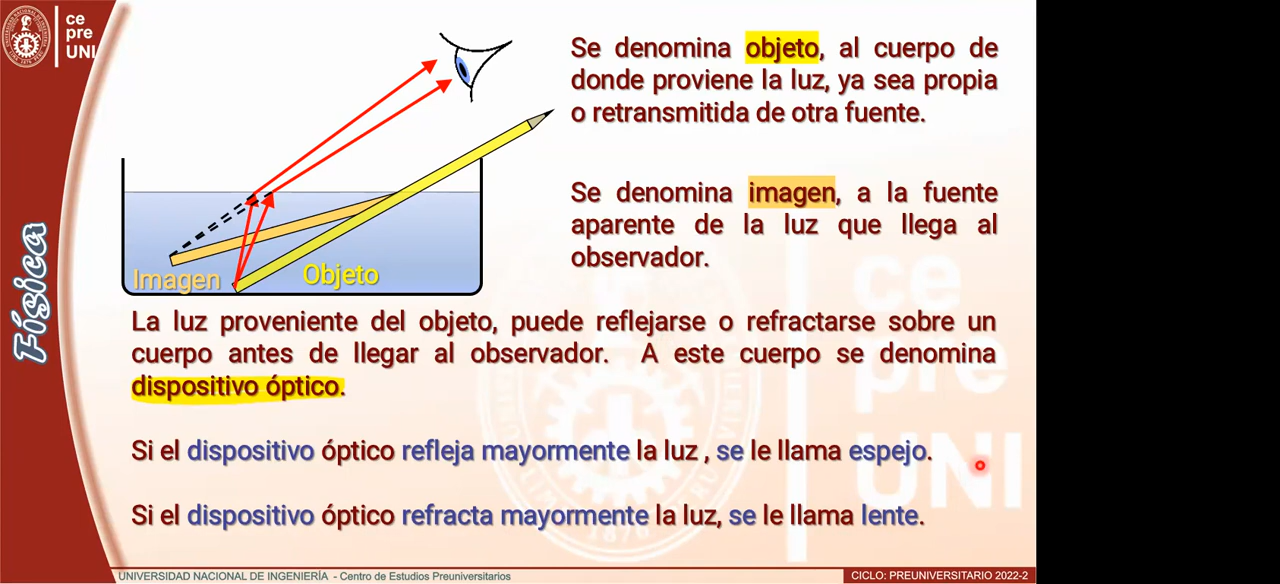 ce
pre
UNI
Se denomina objeto, al cuerpo de
donde proviene la luz, ya sea propia
o retransmitida de otra fuente.
Se denomina imagen, a la fuente
aparente de la luz que llega al
observador.
Imagen
Objeto
Física
La luz proveniente del objeto, puede reflejarse o refractarse sobre un
cuerpo antes de llegar al observador. A este cuerpo se denomina
dispositivo óptico.
Si el dispositivo óptico refleja mayormente la luz , se le llama espejo.
Si el dispositivo óptico refracta mayormente la luz, se le llama lente.
ce
pre
UNI
1876
UNIVERSIDAD NACIONAL DE INGENIERÍA - Centro de Estudios Preuniversitarios
CICLO: PREUNIVERSITARIO 2022-2